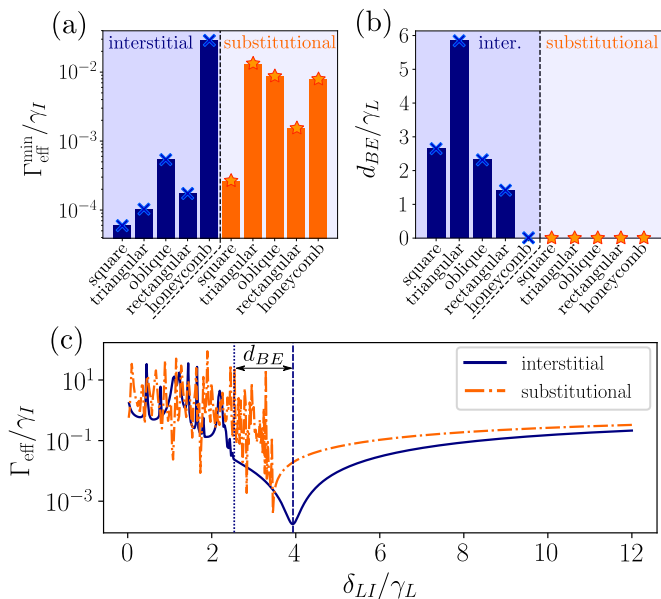 (a)
interstitial
substitutional
Γ_eff^min/γ_I
10⁻²
10⁻³
10⁻⁴
square
triangular
oblique
rectangular
honeycomb
square
triangular
oblique
rectangular
honeycomb
(b)
inter.
substitutional
d_BE/γ_L
6
5
4
3
2
1
0
square
triangular
oblique
rectangular
honeycomb
square
triangular
oblique
rectangular
honeycomb
(c)
d_BE
interstitial
substitutional
Γ_eff/γ_I
10¹
10⁻¹
10⁻³
0 2 4 6 8 10 12
δ_LI/γ_L